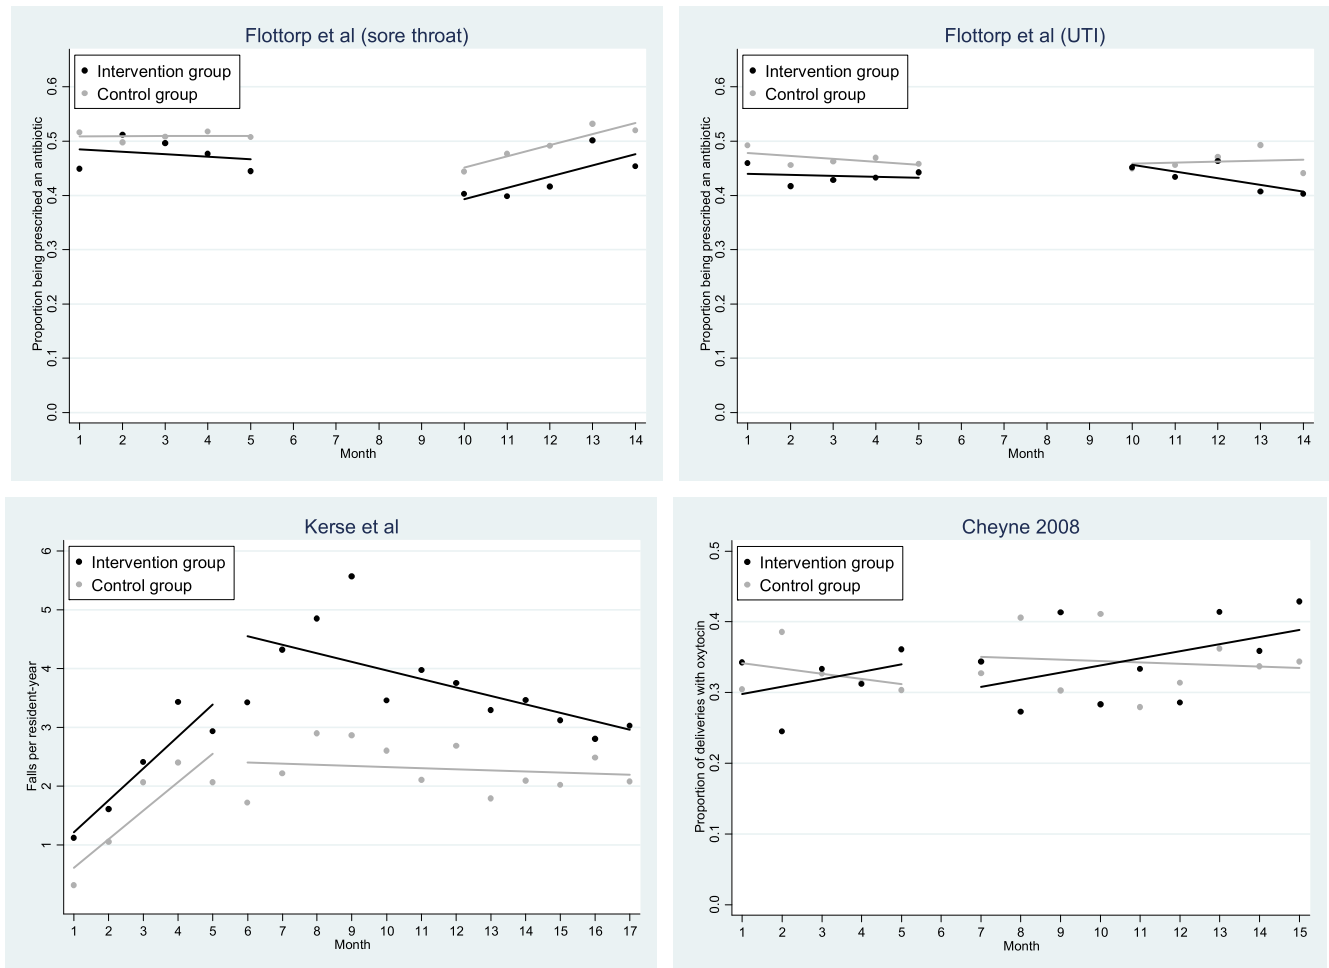 Flottorp et al (sore throat)
Intervention group
Control group
Proportion being prescribed an antibiotic
0.6
0.5
0.4
0.3
0.2
0.1
0.0
1 2 3 4 5 6 7 8 9 10 11 12 13 14
Month
Flottorp et al (UTI)
Intervention group
Control group
Proportion being prescribed an antibiotic
0.6
0.5
0.4
0.3
0.2
0.1
0.0
1 2 3 4 5 6 7 8 9 10 11 12 13 14
Month
Kerse et al
Intervention group
Control group
Falls per resident-year
6
5
4
3
2
1
1 2 3 4 5 6 7 8 9 10 11 12 13 14 15 16 17
Month
Cheyne 2008
Intervention group
Control group
Proportion of deliveries with oxytocin
0.5
0.4
0.3
0.2
0.1
0.0
1 2 3 4 5 6 7 8 9 10 11 12 13 14 15
Month